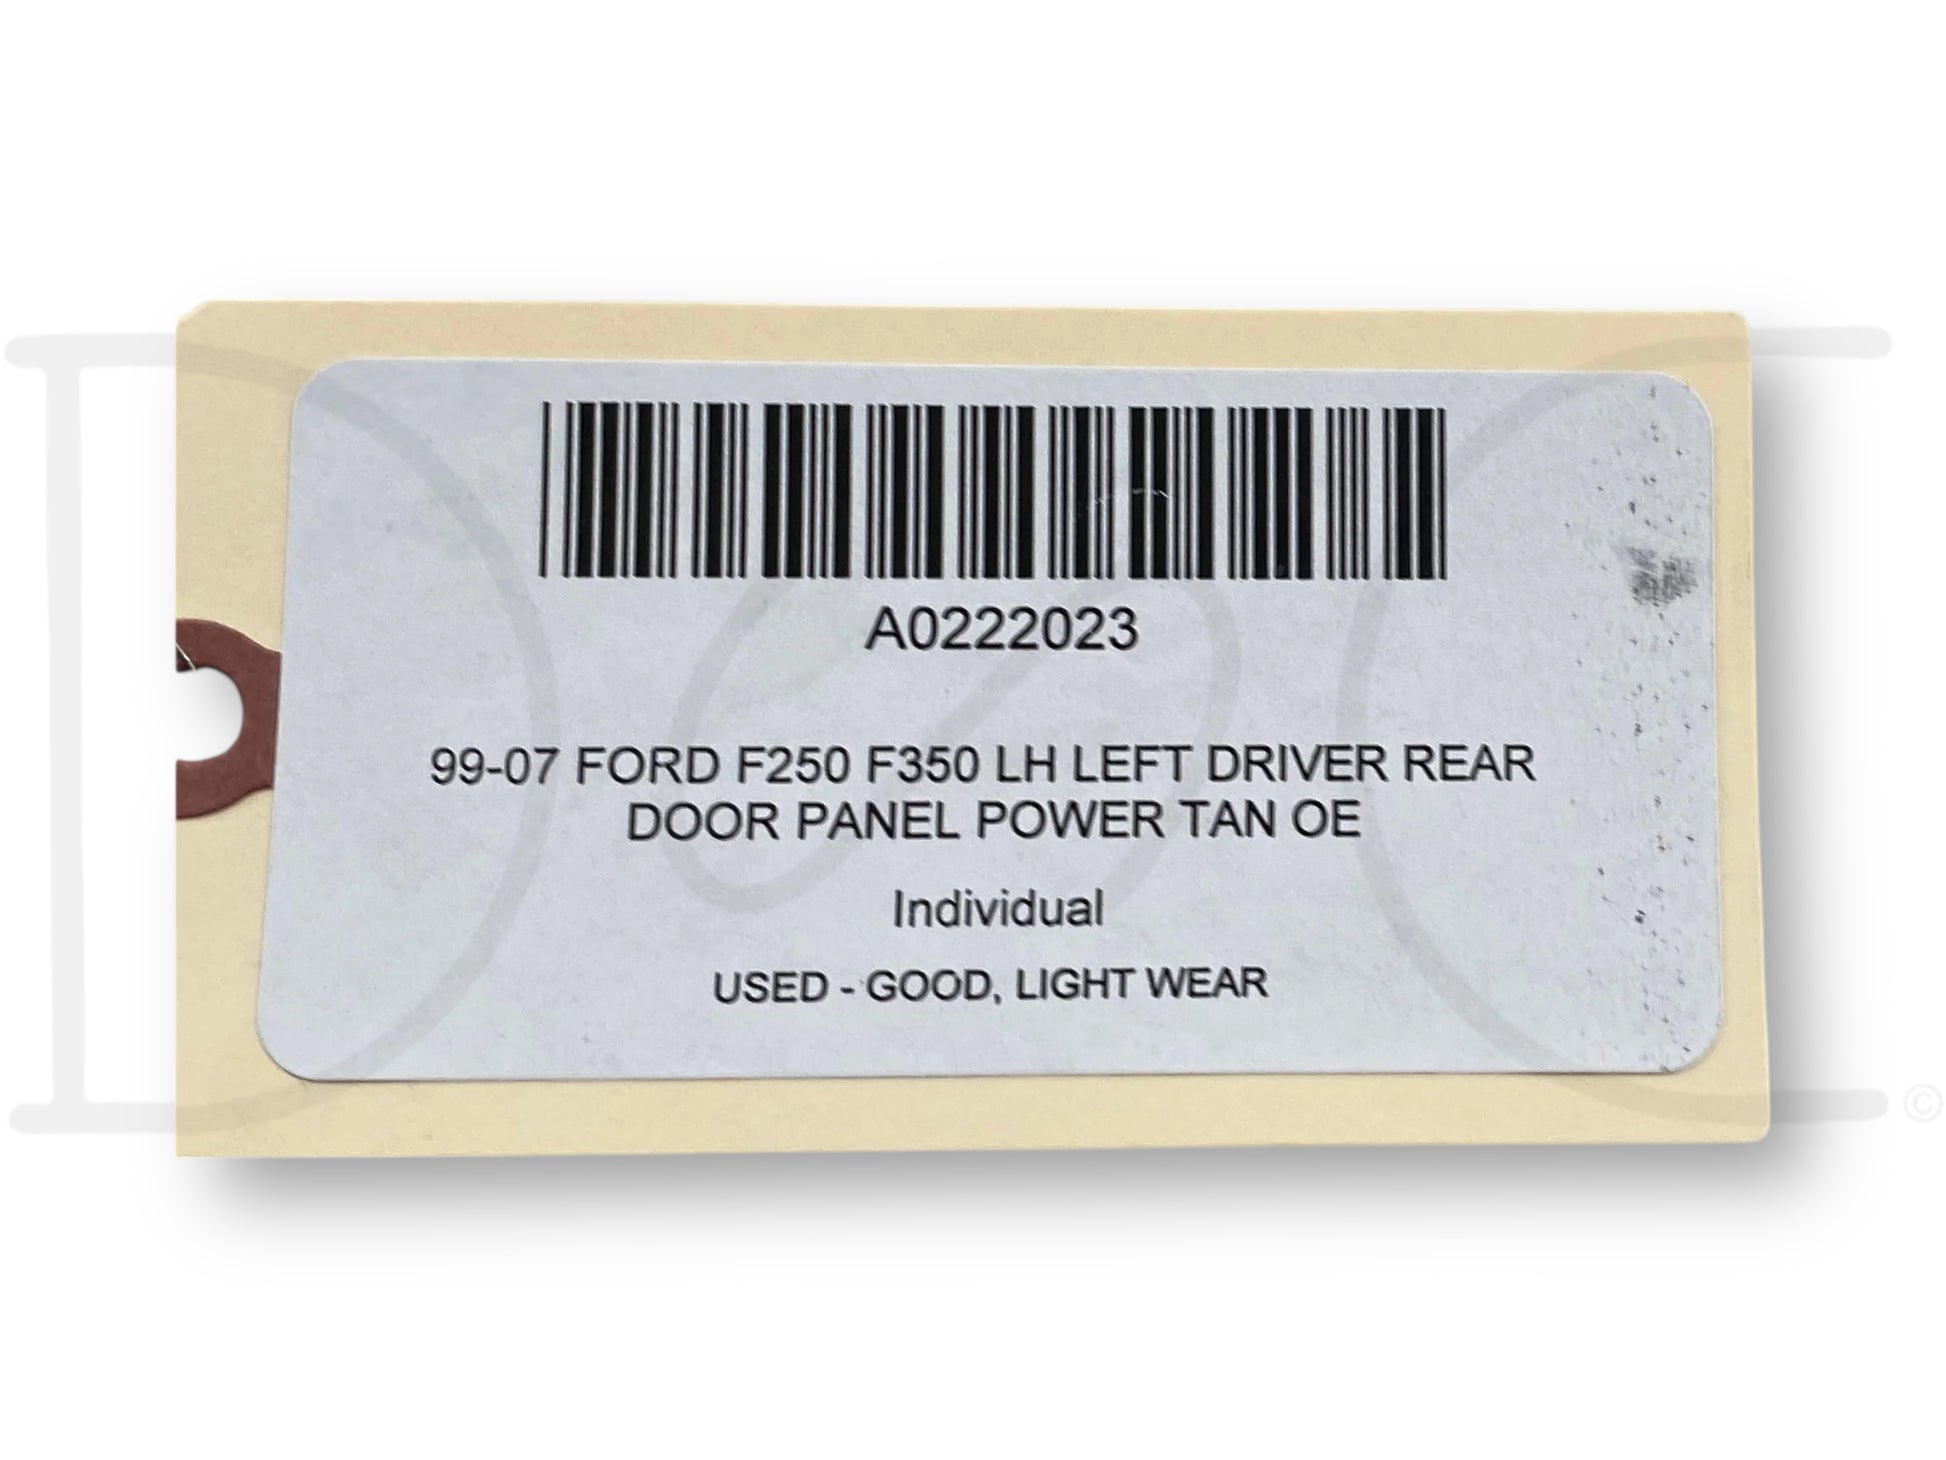 A0222023
99-07 FORD F250 F350 LH LEFT DRIVER REAR
DOOR PANEL POWER TAN OE
Individual
USED - GOOD, LIGHT WEAR
©